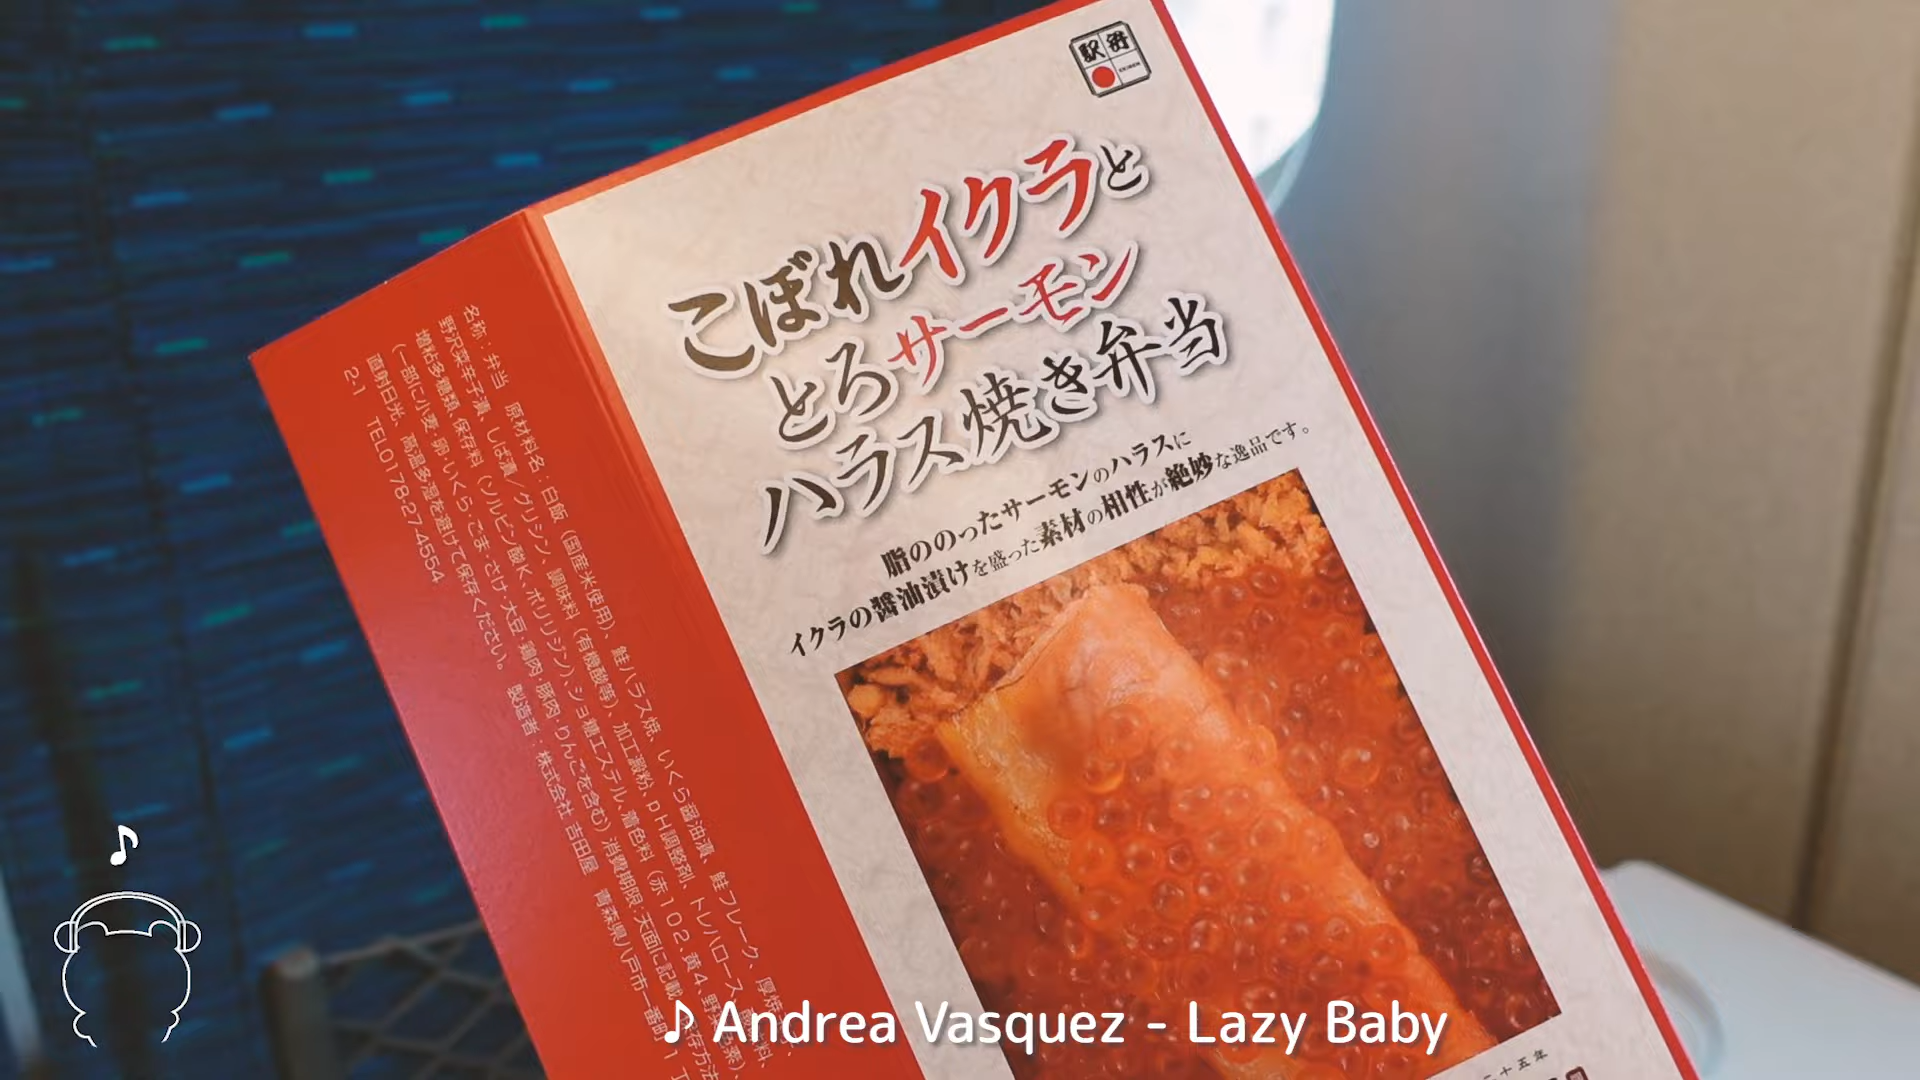 駅弁
こぼれイクラと
とろサーモン
ハラス焼き弁当
脂ののったサーモンのハラスに
イクラの醤油漬けを盛った素材の相性が絶妙な逸品です。
名称：弁当　原材料名：白飯（国産米使用）、鮭ハラス焼、いくら醤油漬、鮭フレーク、厚焼
野沢菜辛子漬、しば漬／グリシン、調味料（有機酸等）、加工澱粉、pH調整剤、トレハロース
増粘多糖類、保存料（ソルビン酸K、ポリリジン）、ショ糖エステル、着色料（赤102、黄4、野
（一部に小麦・卵・いくら・ごま・さけ・大豆・鶏肉・豚肉・りんごを含む）消費期限：天面に記載　保存方法
直射日光、高温多湿を避けて保存ください。　製造者：株式会社 吉田屋　青森県八戸市一番町1
2-1　TEL0178-27-4554
十五年
♪ Andrea Vasquez - Lazy Baby